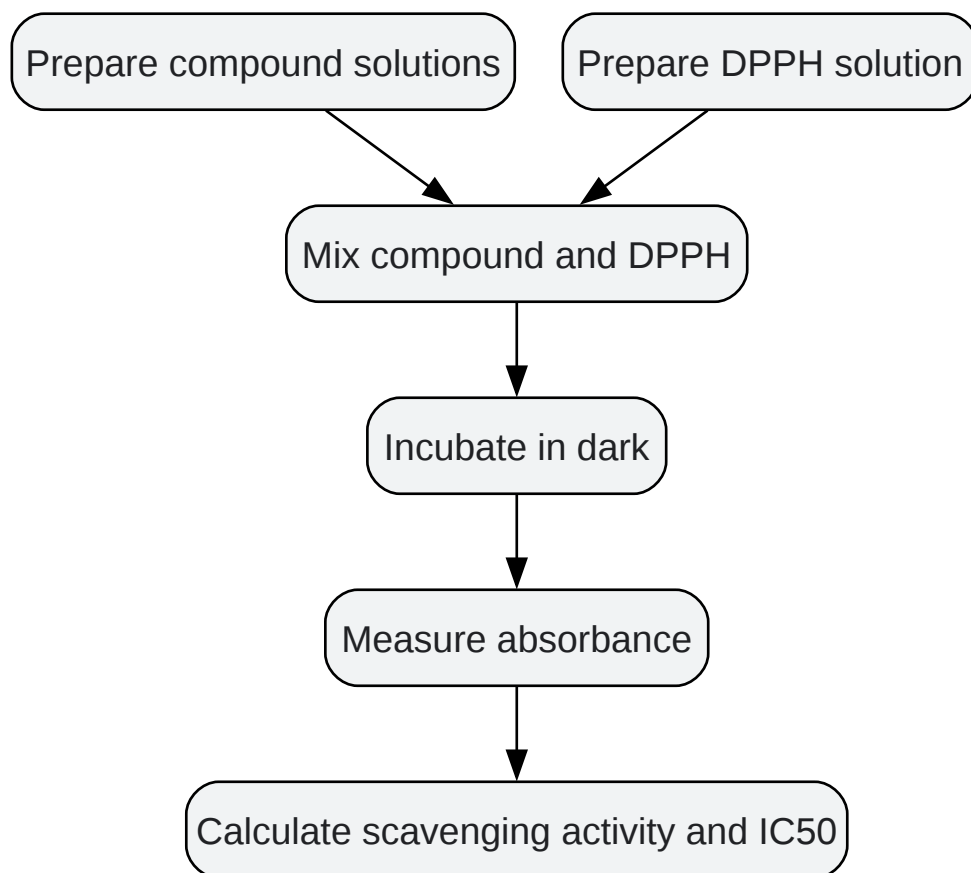 Prepare compound solutions
Prepare DPPH solution
Mix compound and DPPH
Incubate in dark
Measure absorbance
Calculate scavenging activity and IC50